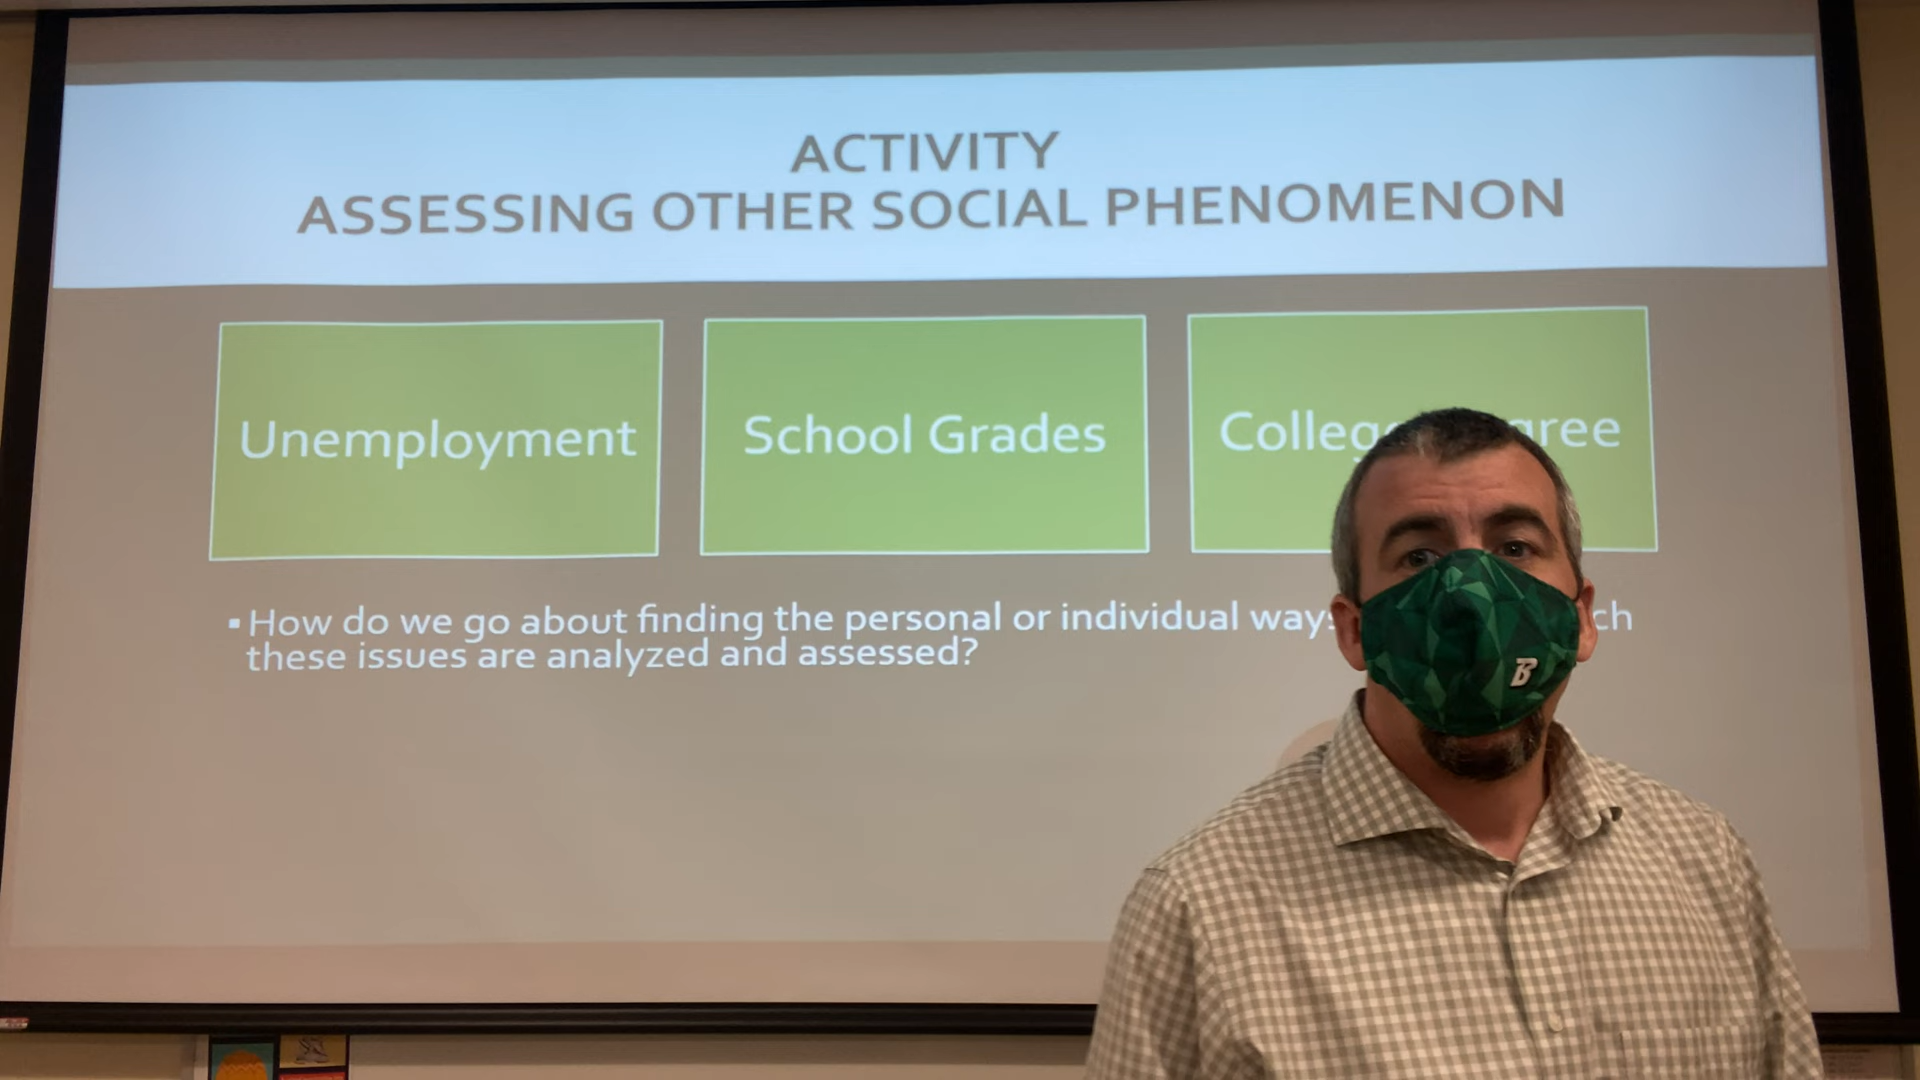 ACTIVITY
ASSESSING OTHER SOCIAL PHENOMENON
Unemployment
School Grades
College gree
▪ How do we go about finding the personal or individual ways ch
these issues are analyzed and assessed?
B